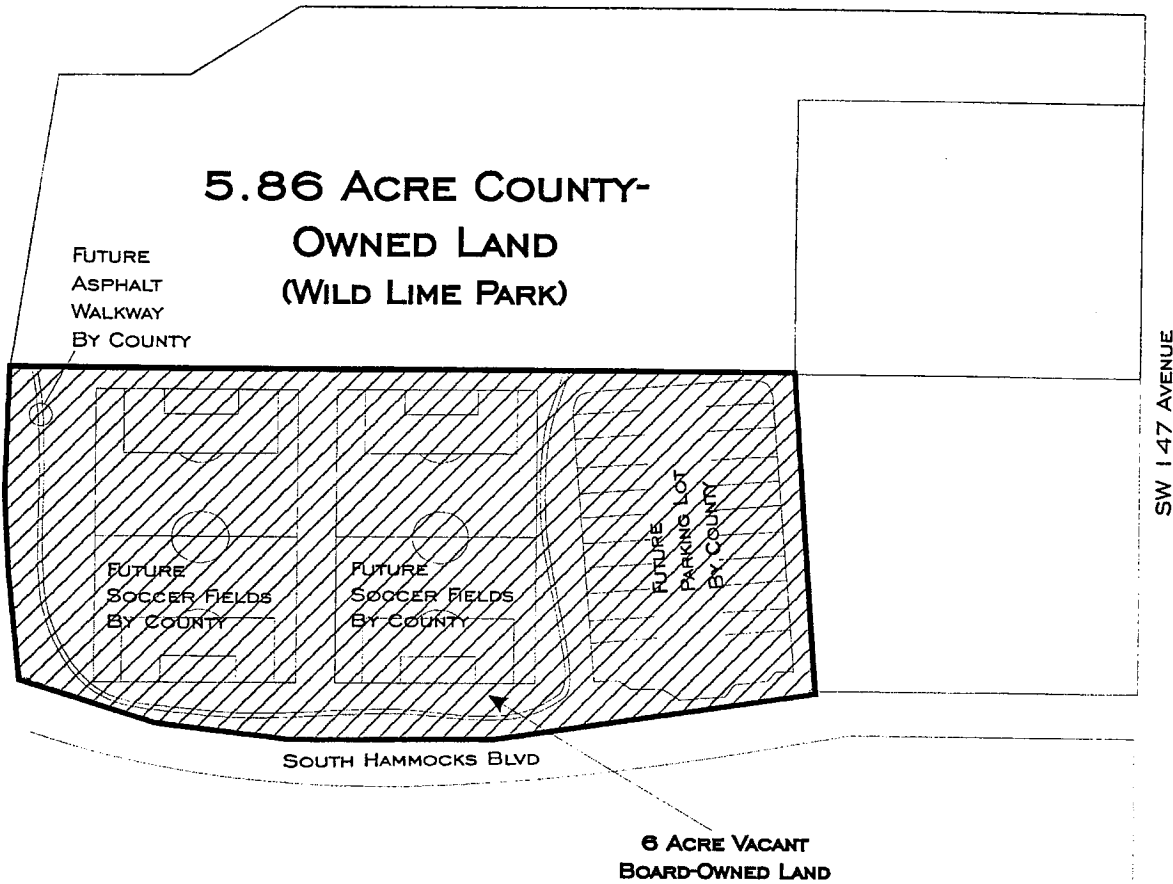 5.86 ACRE COUNTY-
OWNED LAND
(WILD LIME PARK)
FUTURE
ASPHALT
WALKWAY
BY COUNTY
SW 147 AVENUE
FUTURE
SOCCER FIELDS
BY COUNTY
FUTURE
SOCCER FIELDS
BY COUNTY
FUTURE
PARKING LOT
BY COUNTY
SOUTH HAMMOCKS BLVD
6 ACRE VACANT
BOARD-OWNED LAND